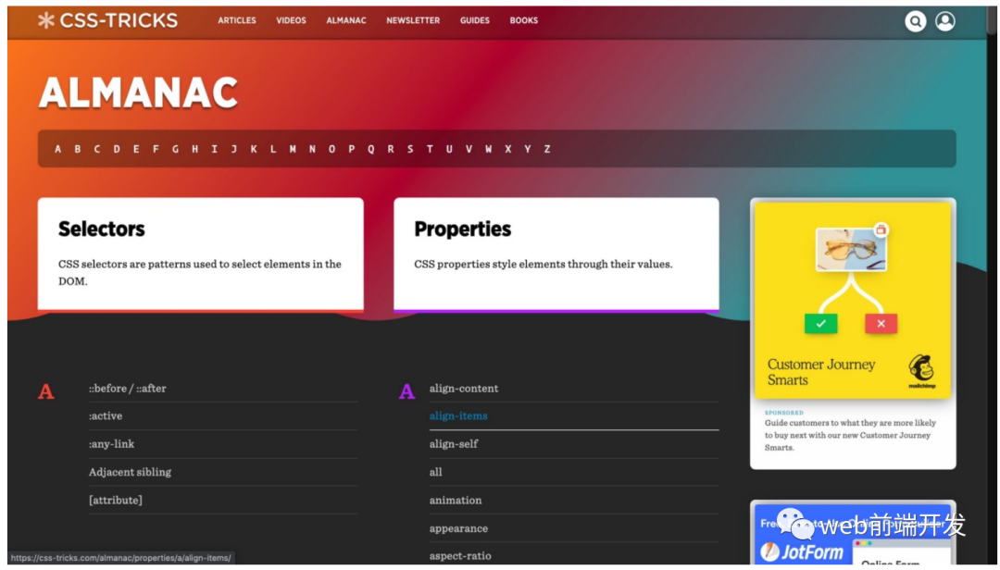 CSS-TRICKS
ARTICLES VIDEOS ALMANAC NEWSLETTER GUIDES BOOKS
ALMANAC
A B C D E F G H I J K L M N O P Q R S T U V W X Y Z
Selectors
CSS selectors are patterns used to select elements in the
DOM.
Properties
CSS properties style elements through their values.
A
::before / ::after
:active
:any-link
Adjacent sibling
[attribute]
A
align-content
align-items
align-self
all
animation
appearance
aspect-ratio
Customer Journey
Smarts
mailchimp
SPONSORED
Guide customers to what they are more likely
to buy next with our new Customer Journey
Smarts.
JotForm
Online Form
web前端开发
https://css-tricks.com/almanac/properties/a/align-items/